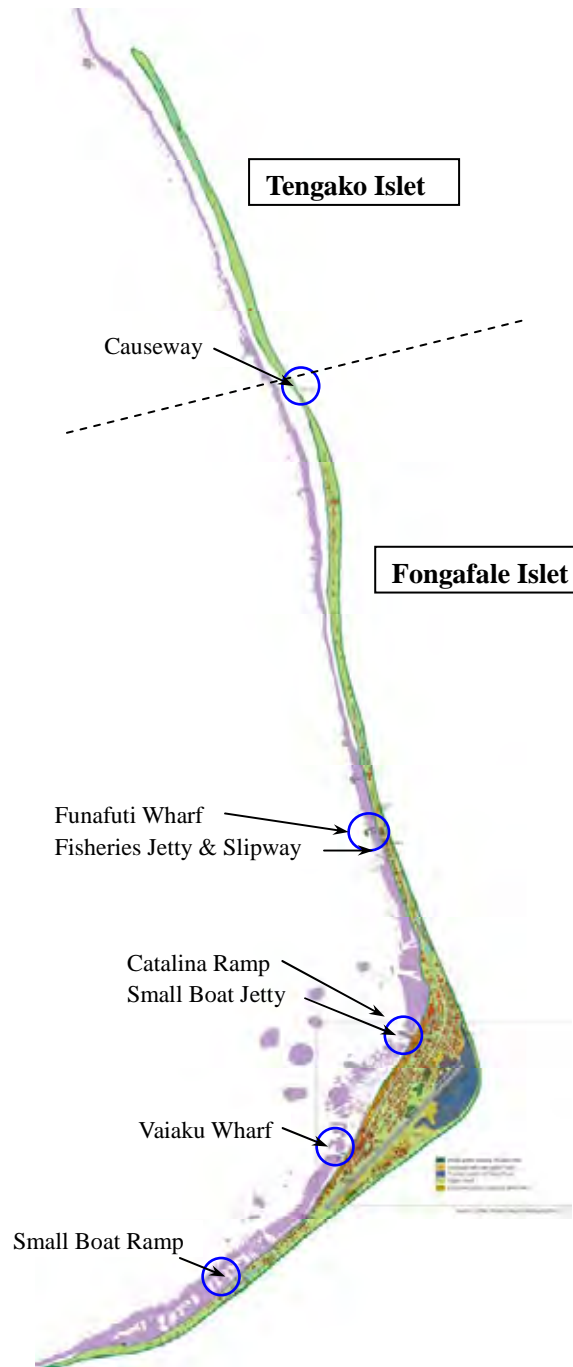 Tengako Islet
Causeway
Fongafale Islet
Funafuti Wharf
Fisheries Jetty & Slipway
Catalina Ramp
Small Boat Jetty
Vaiaku Wharf
Small Boat Ramp